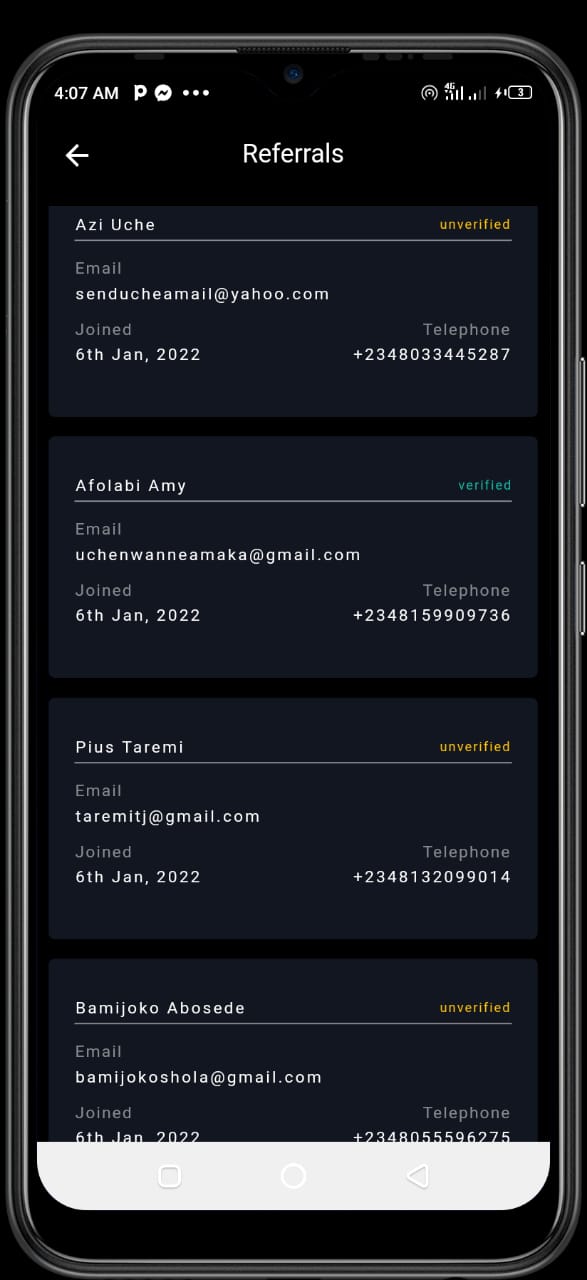 4:07 AM
4G
3
Referrals
Azi Uche unverified
Email
senducheamail@yahoo.com
Joined Telephone
6th Jan, 2022 +2348033445287
Afolabi Amy verified
Email
uchenwanneamaka@gmail.com
Joined Telephone
6th Jan, 2022 +2348159909736
Pius Taremi unverified
Email
taremitj@gmail.com
Joined Telephone
6th Jan, 2022 +2348132099014
Bamijoko Abosede unverified
Email
bamijokoshola@gmail.com
Joined Telephone
6th Jan, 2022 +2348055596275